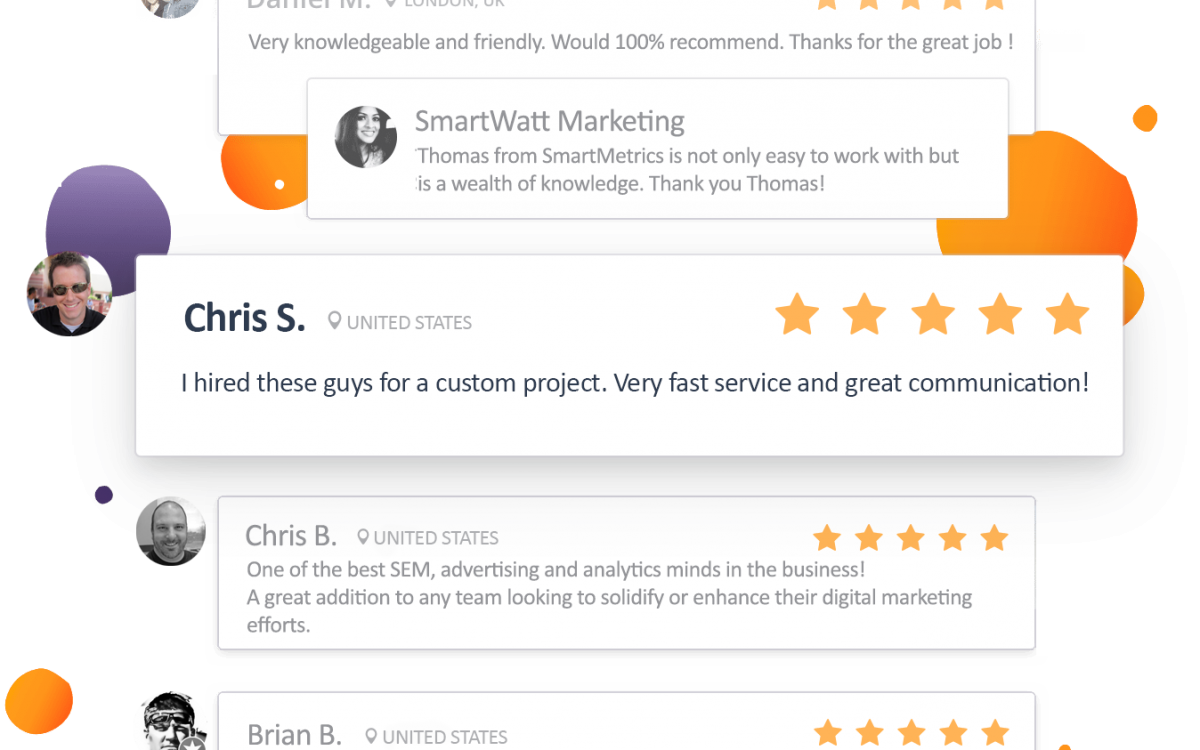 Daniel M. LONDON, UK
Very knowledgeable and friendly. Would 100% recommend. Thanks for the great job !
SmartWatt Marketing
"Thomas from SmartMetrics is not only easy to work with but
is a wealth of knowledge. Thank you Thomas!
Chris S. UNITED STATES
I hired these guys for a custom project. Very fast service and great communication!
Chris B. UNITED STATES
One of the best SEM, advertising and analytics minds in the business!
A great addition to any team looking to solidify or enhance their digital marketing
efforts.
Brian B. UNITED STATES